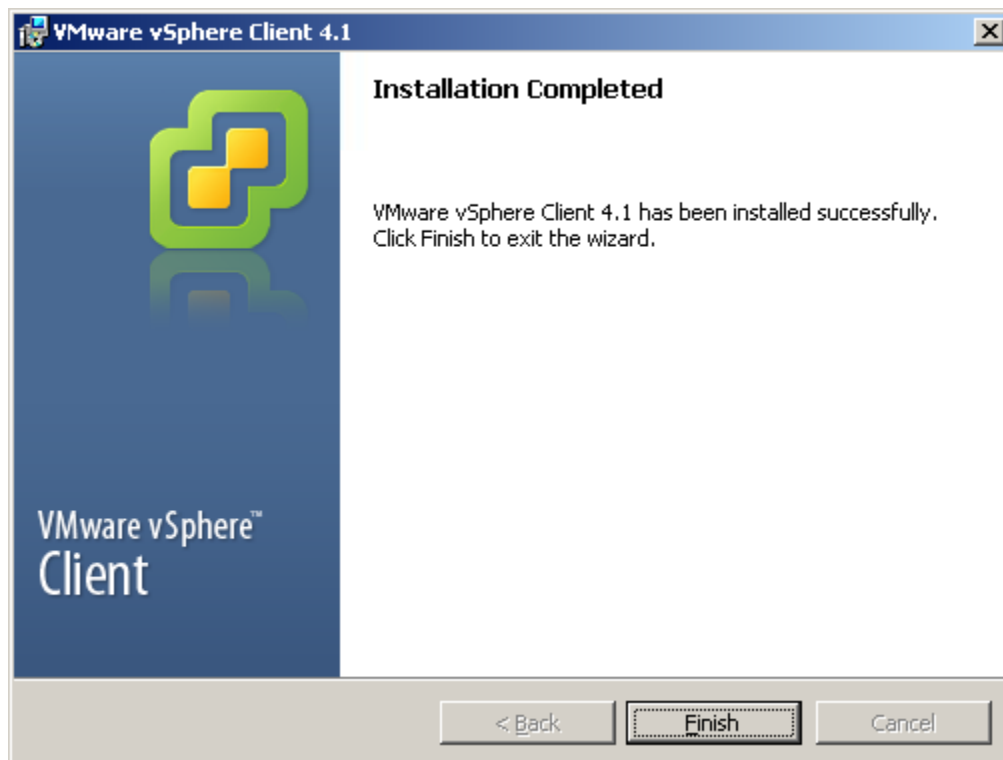 VMware vSphere Client 4.1
Installation Completed
VMware vSphere Client 4.1 has been installed successfully.
Click Finish to exit the wizard.
VMware vSphere™
Client
< Back
Finish
Cancel